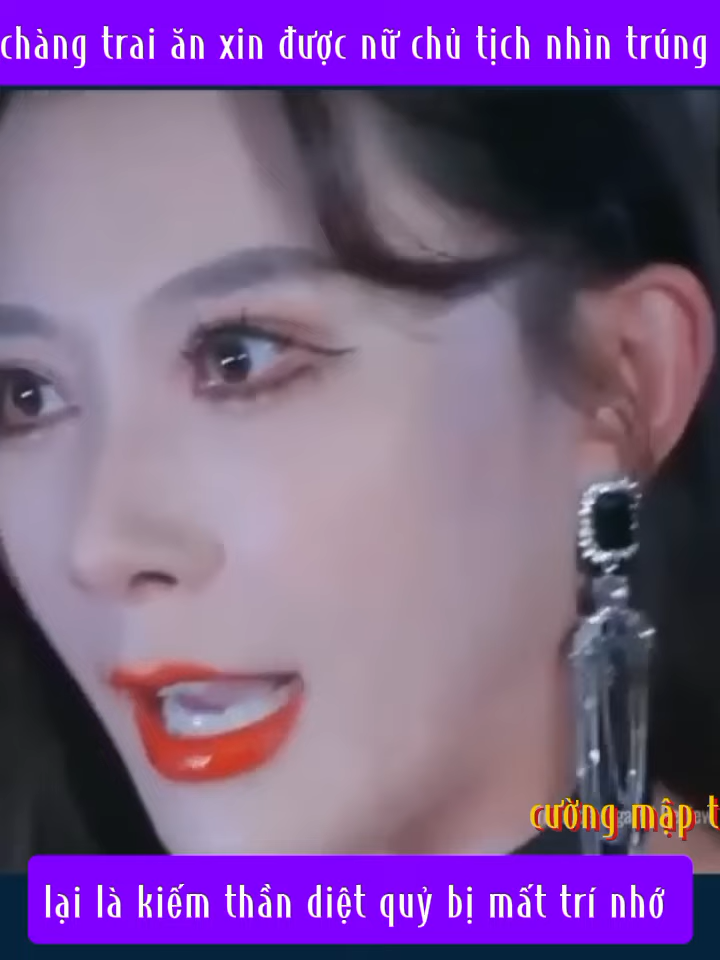 chàng trai ăn xin được nữ chủ tịch nhìn trúng
cường mập
lại là kiếm thần diệt quỷ bị mất trí nhớ